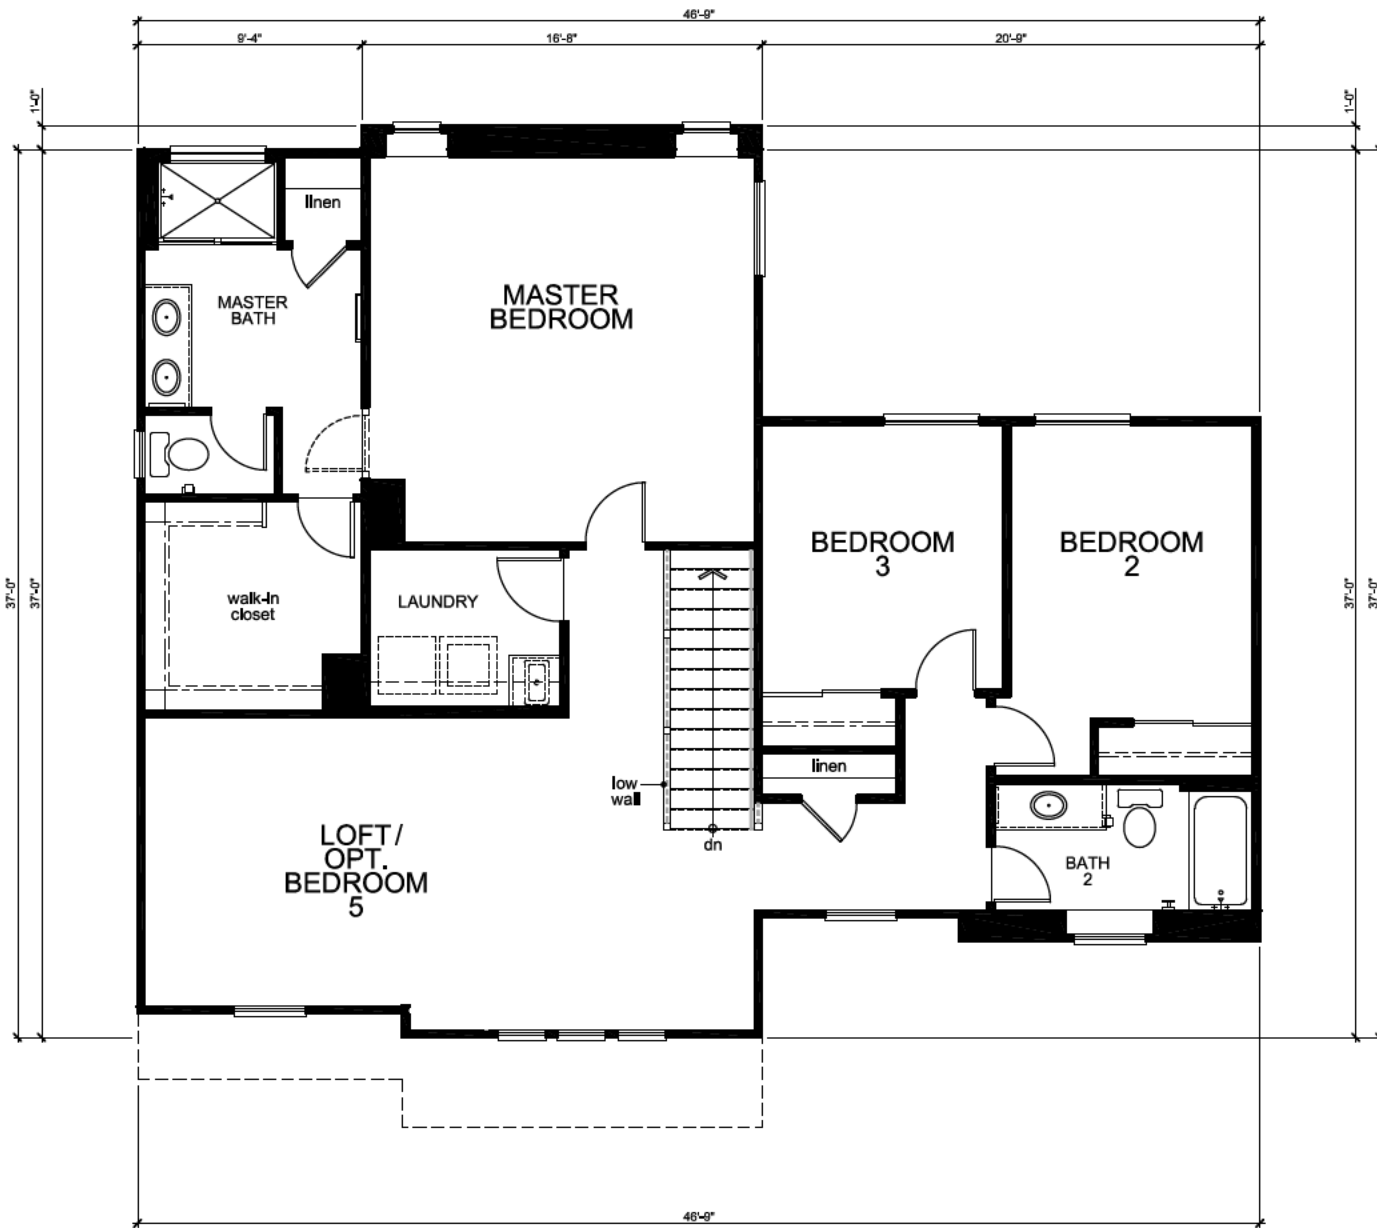 46'-9"
9'-4"
16'-8"
20'-9"
1'-0"
1'-0"
linen
MASTER
BATH
MASTER
BEDROOM
BEDROOM
3
BEDROOM
2
37'-0"
37'-0"
37'-0"
37'-0"
walk-in
closet
LAUNDRY
low
wall
linen
dn
LOFT/
OPT.
BEDROOM
5
BATH
2
46'-9"